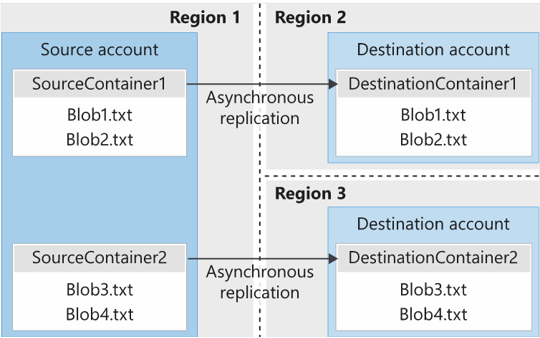 Region 1
Source account
SourceContainer1
Blob1.txt
Blob2.txt
SourceContainer2
Blob3.txt
Blob4.txt
Asynchronous
replication
Asynchronous
replication
Region 2
Destination account
DestinationContainer1
Blob1.txt
Blob2.txt
Region 3
Destination account
DestinationContainer2
Blob3.txt
Blob4.txt